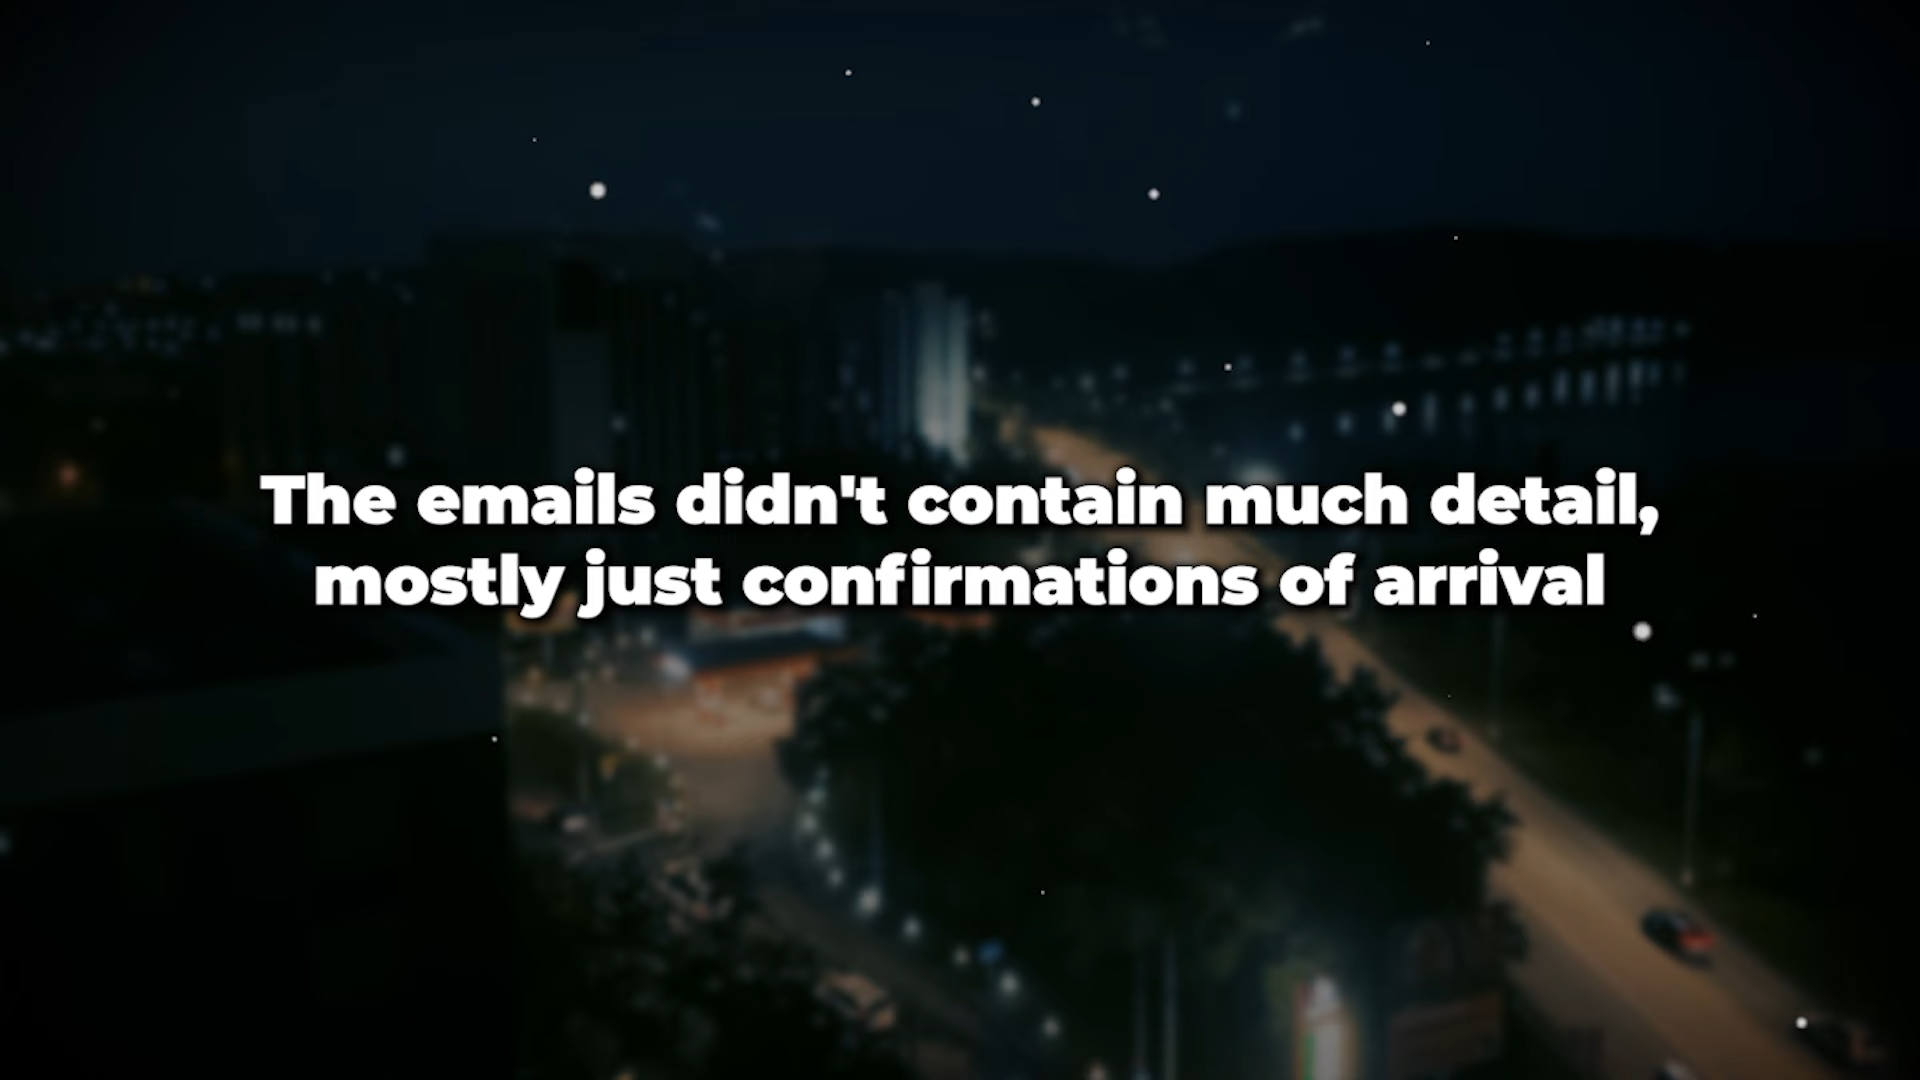 The emails didn't contain much detail,
mostly just confirmations of arrival